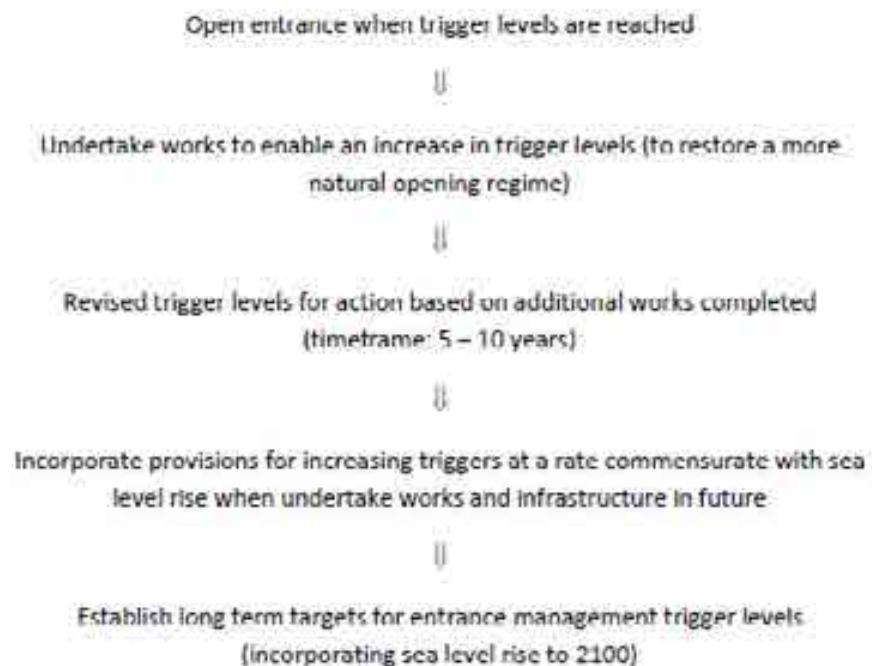 Open entrance when trigger levels are reached
⇓
Undertake works to enable an increase in trigger levels (to restore a more
natural opening regime)
⇓
Revised trigger levels for action based on additional works completed
(timeframe: 5 – 10 years)
⇓
Incorporate provisions for increasing triggers at a rate commensurate with sea
level rise when undertake works and infrastructure in future
⇓
Establish long term targets for entrance management trigger levels
(incorporating sea level rise to 2100)